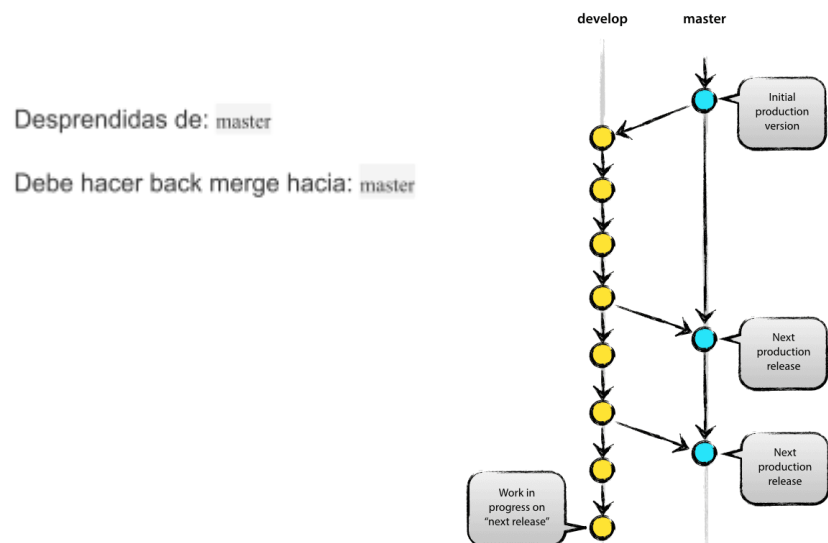 Desprendidas de: master
Debe hacer back merge hacia: master
develop
master
Initial
production
version
Next
production
release
Next
production
release
Work in
progress on
“next release”